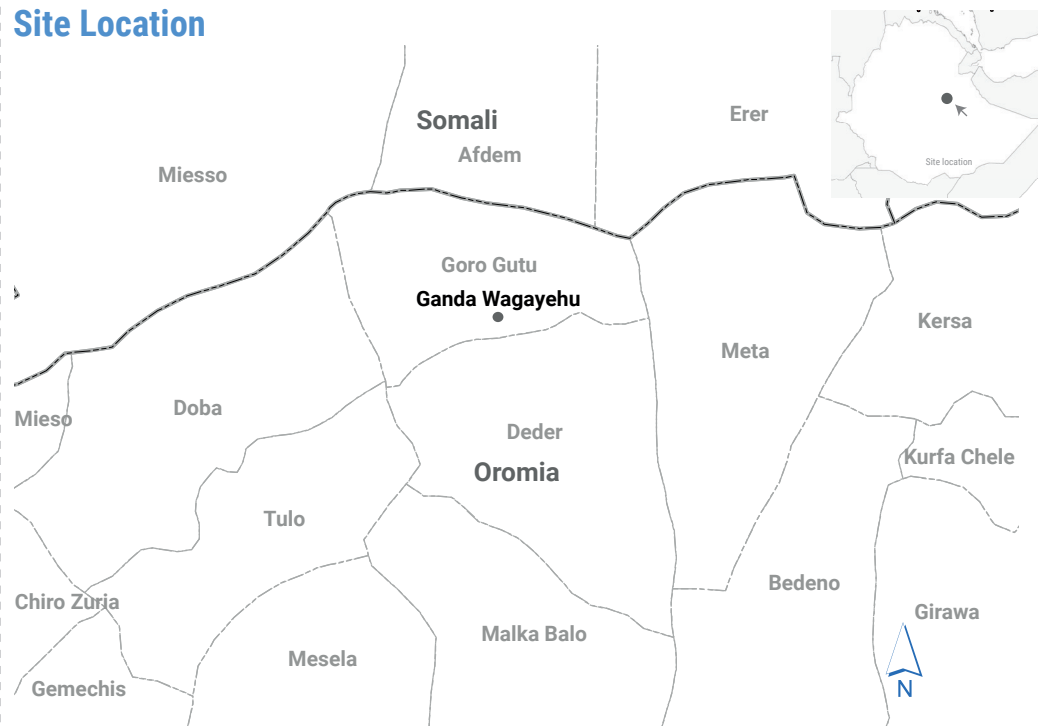 Site Location
Somali
Erer
Afdem
Miesso
Site location
Goro Gutu
Ganda Wagayehu
Kersa
Meta
Mieso
Doba
Deder
Kurfa Chele
Oromia
Tulo
Bedeno
Chiro Zuria
Girawa
Malka Balo
Mesela
Gemechis
N